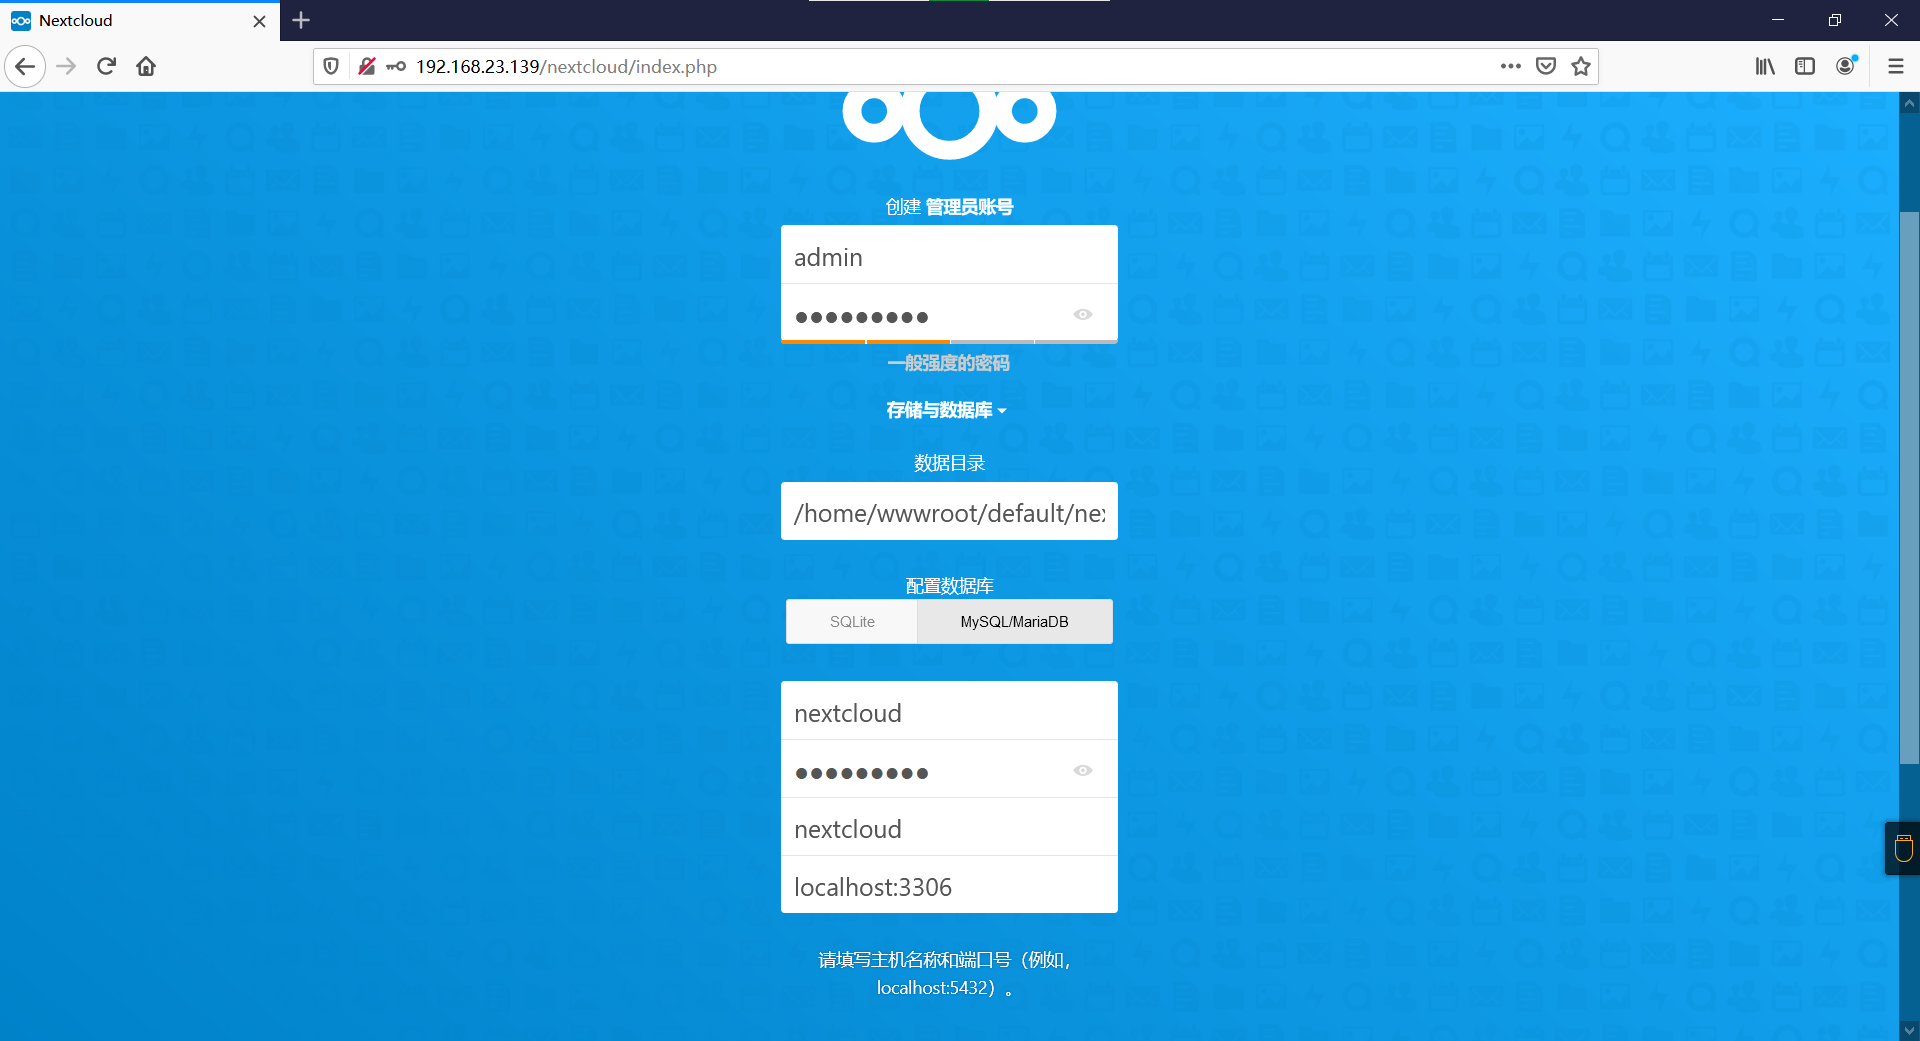 Nextcloud
192.168.23.139/nextcloud/index.php
创建 管理员账号
admin
●●●●●●●●●
一般强度的密码
存储与数据库
数据目录
/home/wwwroot/default/nex
配置数据库
SQLite
MySQL/MariaDB
nextcloud
●●●●●●●●●
nextcloud
localhost:3306
请填写主机名称和端口号（例如，
localhost:5432）。